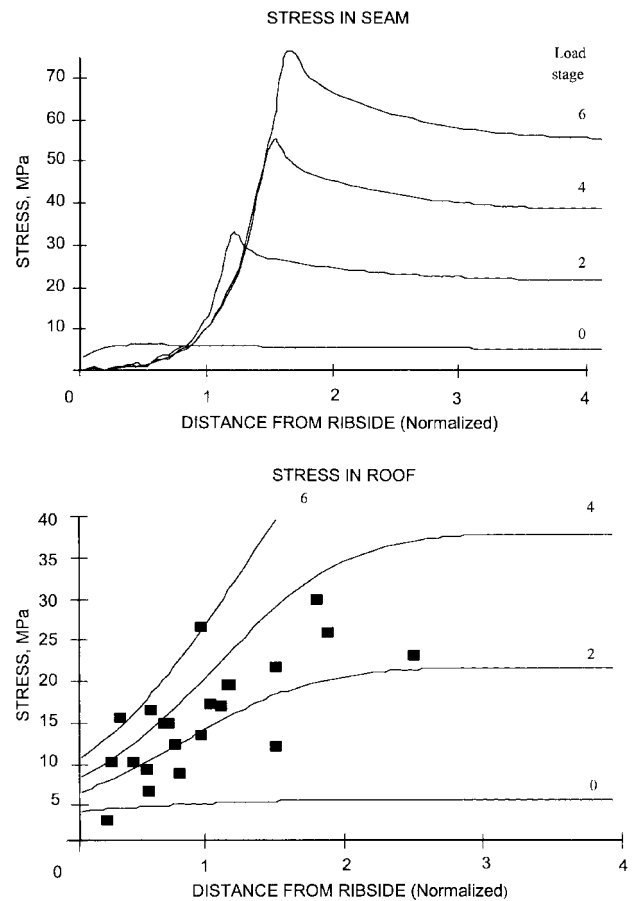 STRESS IN SEAM
Load
stage
STRESS, MPa
70
60
50
40
30
20
10
6
4
2
0
0 1 2 3 4
DISTANCE FROM RIBSIDE (Normalized)
STRESS IN ROOF
6
4
2
0
STRESS, MPa
40
35
30
25
20
15
10
5
0 1 2 3 4
DISTANCE FROM RIBSIDE (Normalized)